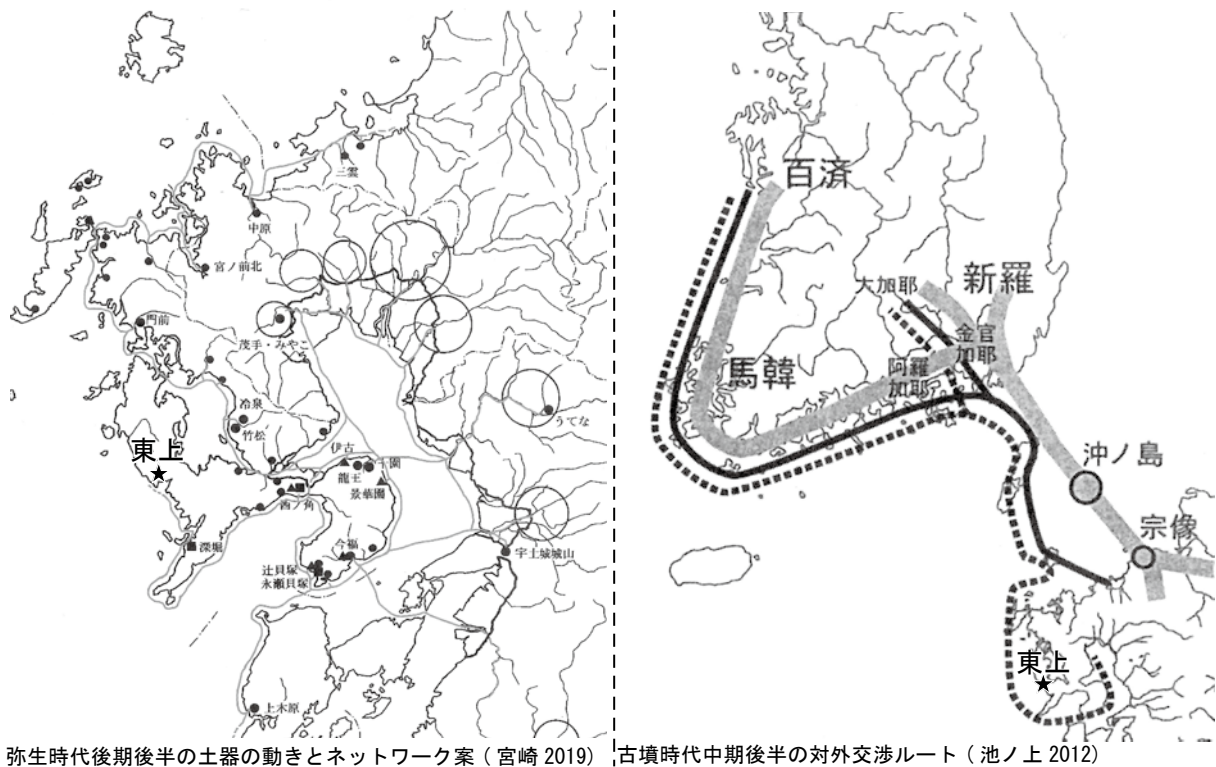 三雲
中原
宮ノ前北
門前
茂手・みやこ
うてな
冷泉
竹松
伊古
十園
龍王
景華園
東上
西ノ角
深堀
今福
宇土城城山
辻貝塚
永瀬貝塚
上木原
弥生時代後期後半の土器の動きとネットワーク案（宮崎 2019）
百済
大加耶
新羅
金官
加耶
馬韓
阿羅
加耶
沖ノ島
宗像
東上
古墳時代中期後半の対外交渉ルート（池ノ上 2012）